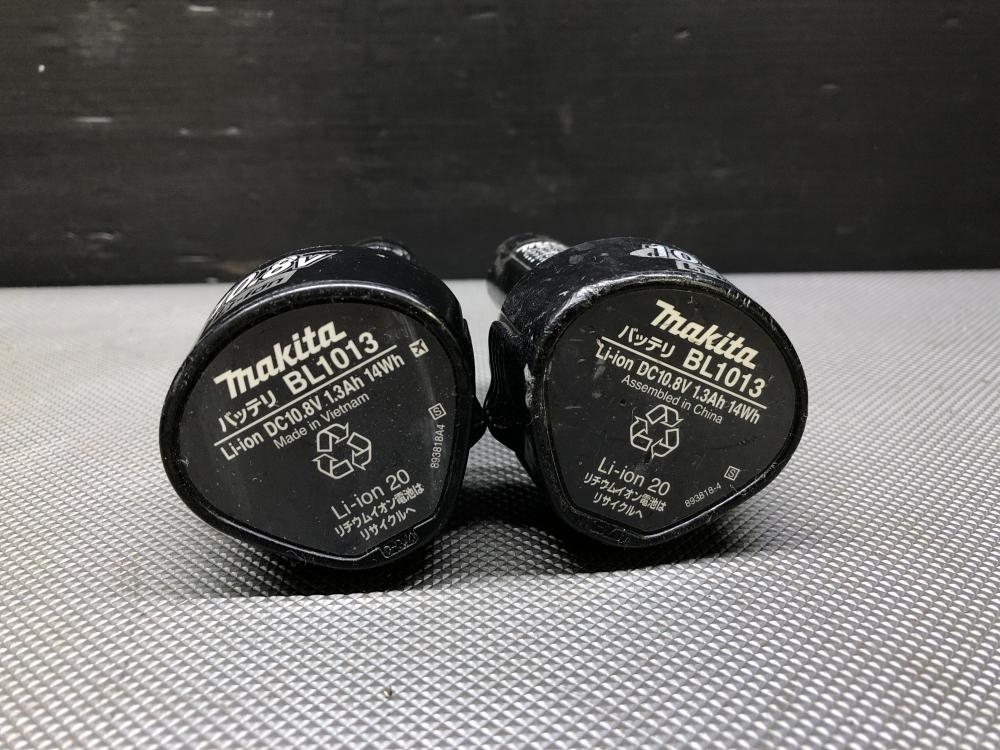 10.8V
makita
バッテリ BL1013
Li-ion DC10.8V 1.3Ah 14Wh
Made in Vietnam
893818A4 S
Li-ion 20
リチウムイオン電池は
リサイクルへ
makita
バッテリ BL1013
Li-ion DC10.8V 1.3Ah 14Wh
Assembled in China
893818-4 S
Li-ion 20
リチウムイオン電池は
リサイクルへ